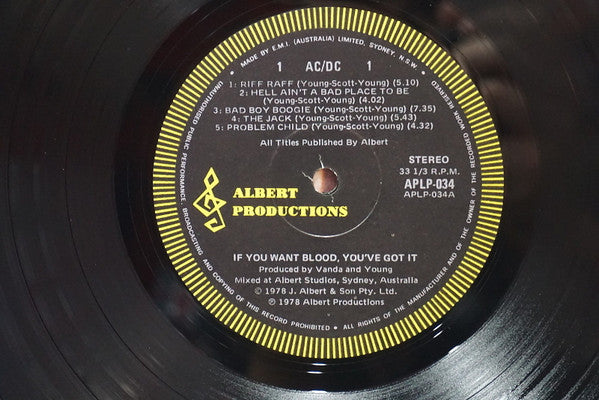 MADE BY E.M.I. (AUSTRALIA) LIMITED, SYDNEY, N.S.W.
1 AC/DC 1
1: RIFF RAFF (Young-Scott-Young) (5.10)
2: HELL AIN'T A BAD PLACE TO BE
(Young-Scott-Young) (4.02)
3: BAD BOY BOOGIE (Young-Scott-Young) (7.35)
4: THE JACK (Young-Scott-Young) (5.43)
5: PROBLEM CHILD (Young-Scott-Young) (4.32)
All Titles Published By Albert
STEREO
33 1/3 R.P.M.
APLP-034
APLP-034A
ALBERT
PRODUCTIONS
IF YOU WANT BLOOD, YOU'VE GOT IT
Produced by Vanda and Young
Mixed at Albert Studios, Sydney, Australia
© 1978 J. Albert & Son Pty. Ltd.
℗ 1978 Albert Productions
UNAUTHORISED PUBLIC PERFORMANCE, BROADCASTING AND COPYING OF THIS RECORD PROHIBITED • ALL RIGHTS OF THE MANUFACTURER AND OF THE OWNER OF THE RECORDED WORK RESERVED